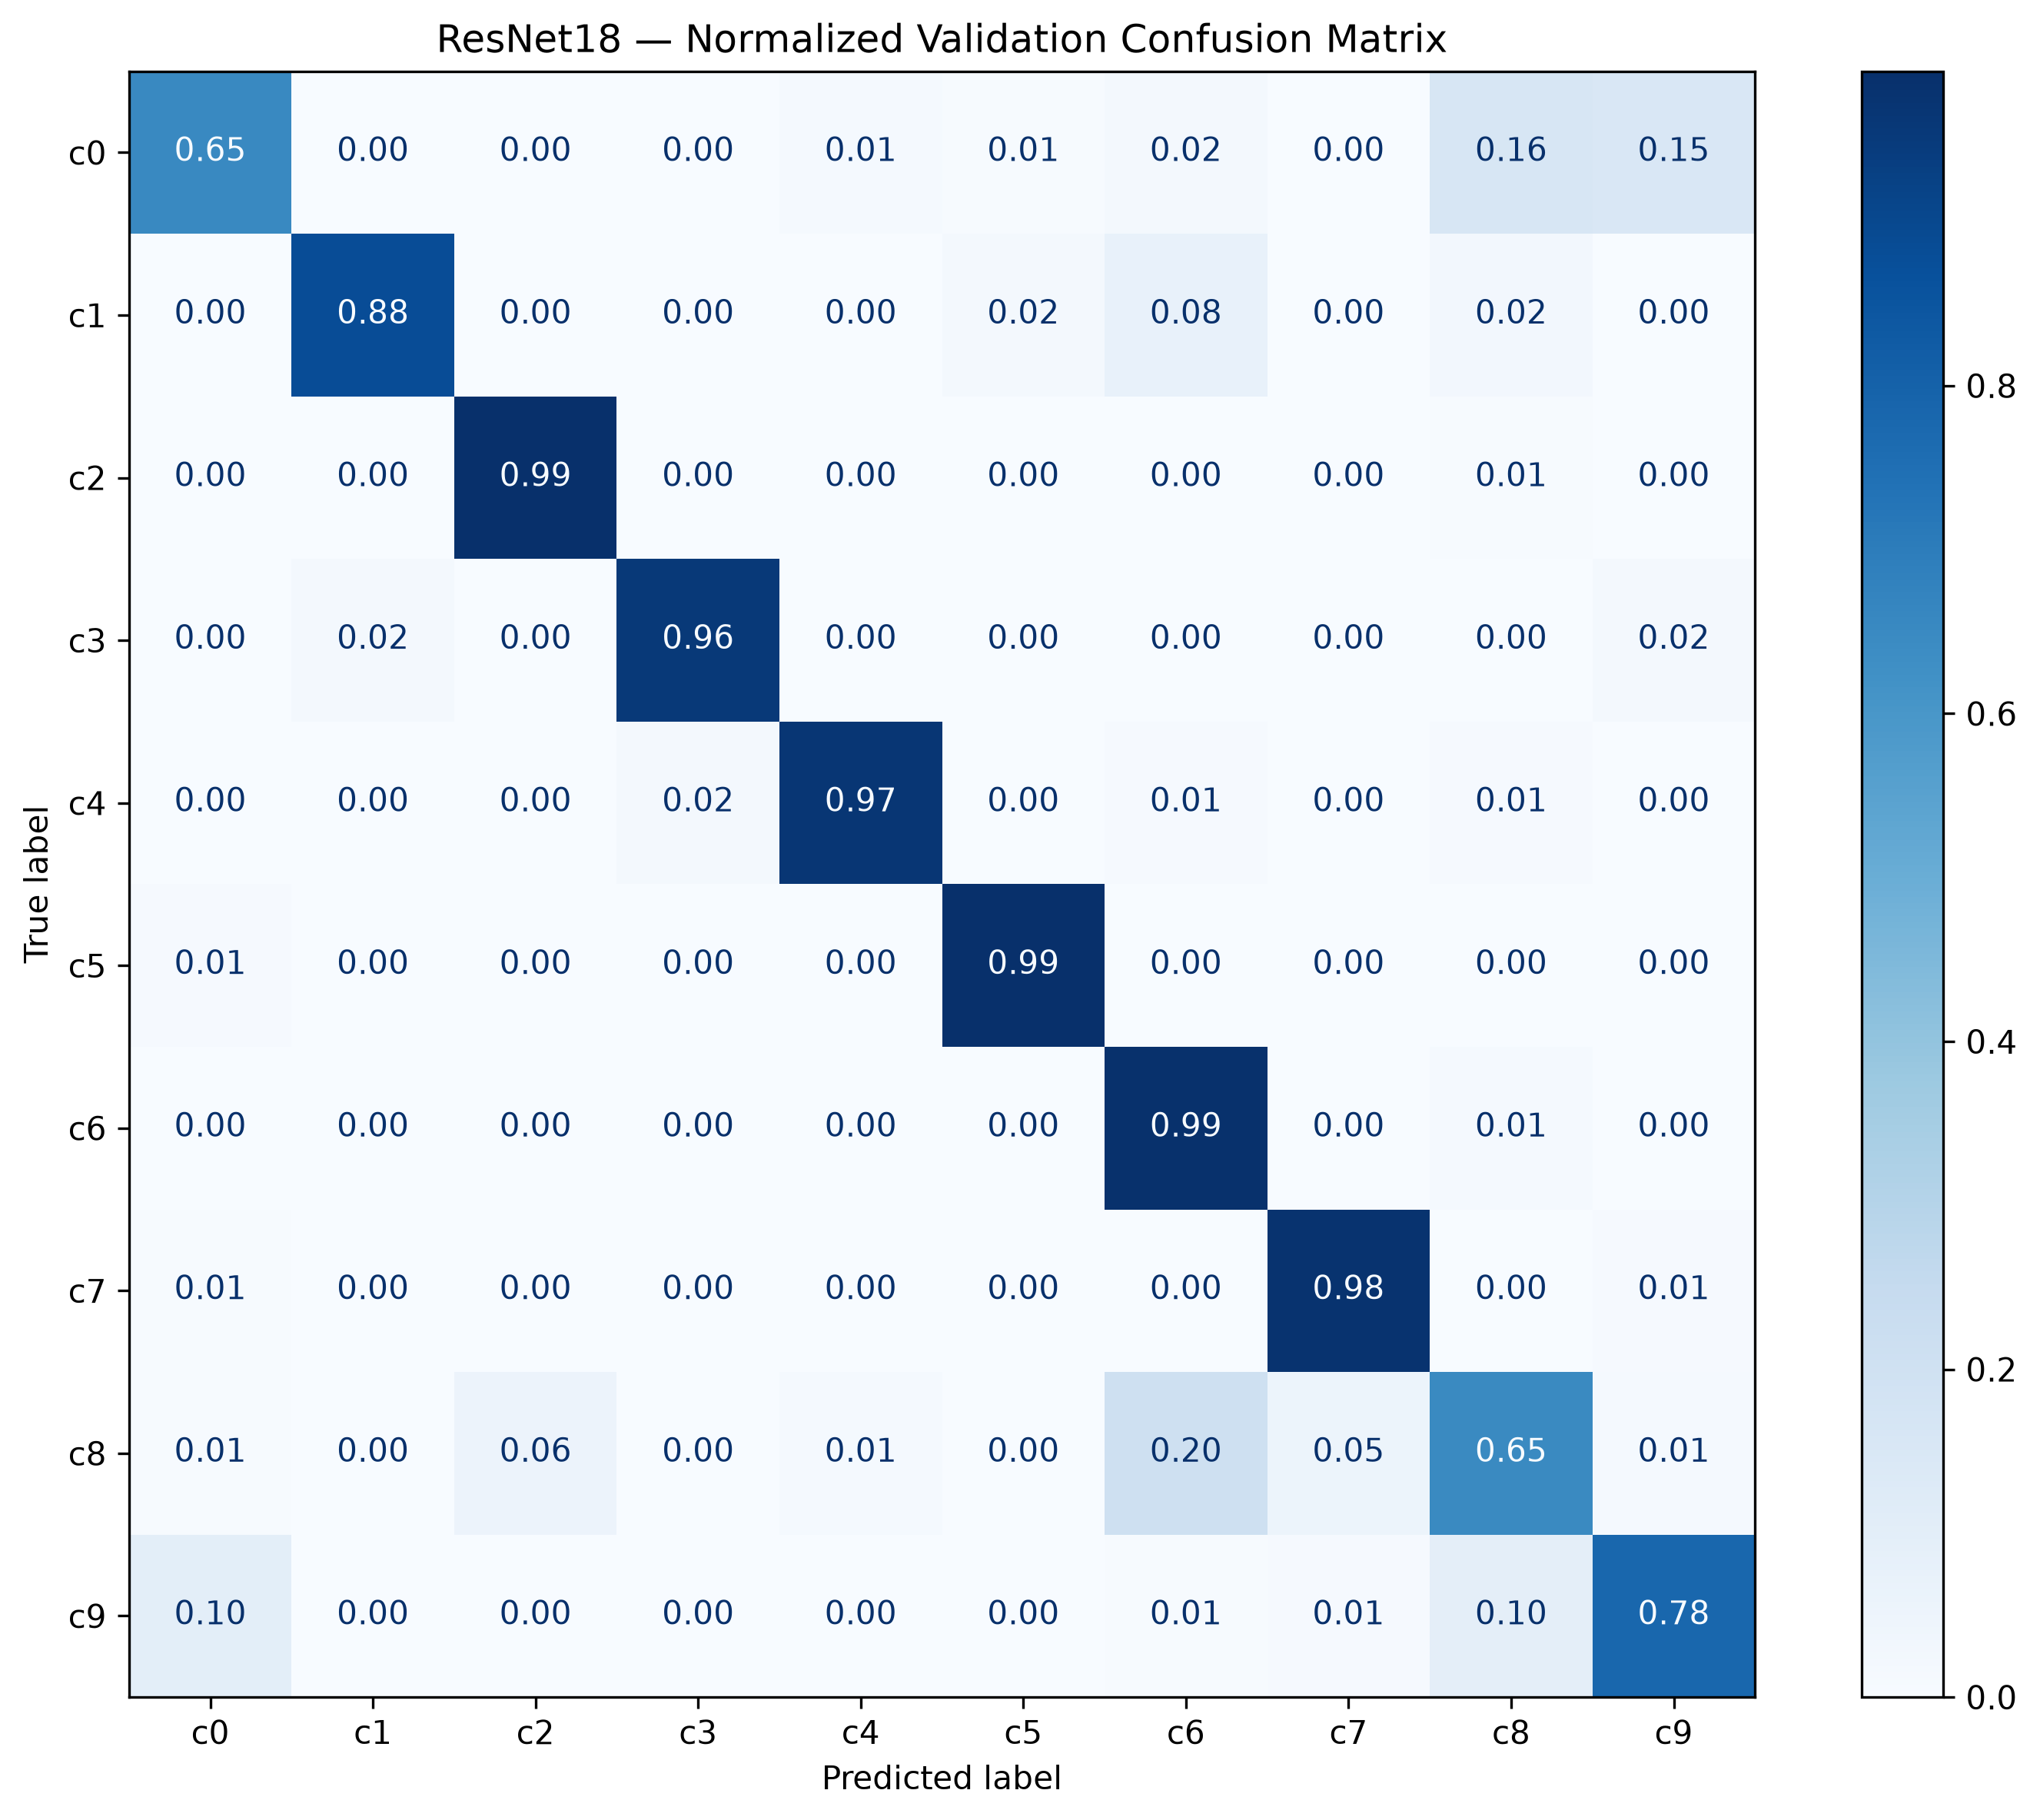 ResNet18 — Normalized Validation Confusion Matrix
c0 0.65 0.00 0.00 0.00 0.01 0.01 0.02 0.00 0.16 0.15
c1 0.00 0.88 0.00 0.00 0.00 0.02 0.08 0.00 0.02 0.00
c2 0.00 0.00 0.99 0.00 0.00 0.00 0.00 0.00 0.01 0.00
c3 0.00 0.02 0.00 0.96 0.00 0.00 0.00 0.00 0.00 0.02
c4 0.00 0.00 0.00 0.02 0.97 0.00 0.01 0.00 0.01 0.00
c5 0.01 0.00 0.00 0.00 0.00 0.99 0.00 0.00 0.00 0.00
c6 0.00 0.00 0.00 0.00 0.00 0.00 0.99 0.00 0.01 0.00
c7 0.01 0.00 0.00 0.00 0.00 0.00 0.00 0.98 0.00 0.01
c8 0.01 0.00 0.06 0.00 0.01 0.00 0.20 0.05 0.65 0.01
c9 0.10 0.00 0.00 0.00 0.00 0.00 0.01 0.01 0.10 0.78
c0 c1 c2 c3 c4 c5 c6 c7 c8 c9
Predicted label
True label
0.8
0.6
0.4
0.2
0.0